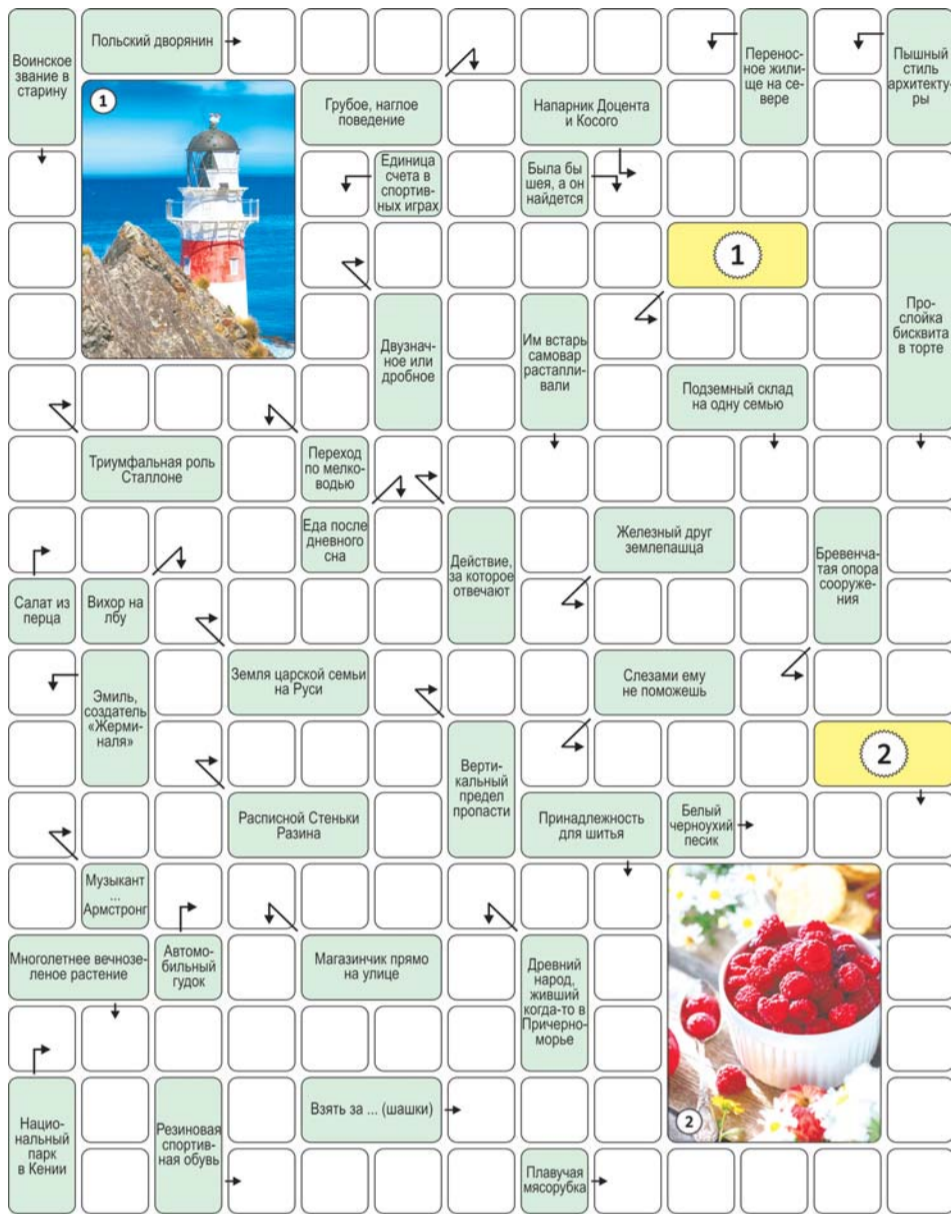 Воинское
звание в
старину
Польский дворянин
Перенос-
ное жили-
ще на се-
вере
Пышный
стиль
архитекту-
ры
1
Грубое, наглое
поведение
Напарник Доцента
и Косого
Единица
счета в
спортив-
ных играх
Была бы
шея, а он
найдется
1
Про-
слойка
бисквита
в торте
Двузнач-
ное или
дробное
Им встарь
самовар
растапли-
вали
Подземный склад
на одну семью
Триумфальная роль
Сталлоне
Переход
по мелко-
водью
Еда после
дневного
сна
Действие,
за которое
отвечают
Железный друг
землепашца
Бревенча-
тая опора
сооруже-
ния
Салат из
перца
Вихор на
лбу
Эмиль,
создатель
«Жерми-
наля»
Земля царской семьи
на Руси
Слезами ему
не поможешь
Верти-
кальный
предел
пропасти
2
Расписной Стеньки
Разина
Принадлежность
для шитья
Белый
черноухий
песик
Музыкант
...
Армстронг
Многолетнее вечнозе-
леное растение
Автомо-
бильный
гудок
Магазинчик прямо
на улице
Древний
народ,
живший
когда-то в
Причерно-
морье
Нацио-
нальный
парк
в Кении
Резиновая
спортив-
ная обувь
Взять за ... (шашки)
2
Плавучая
мясорубка